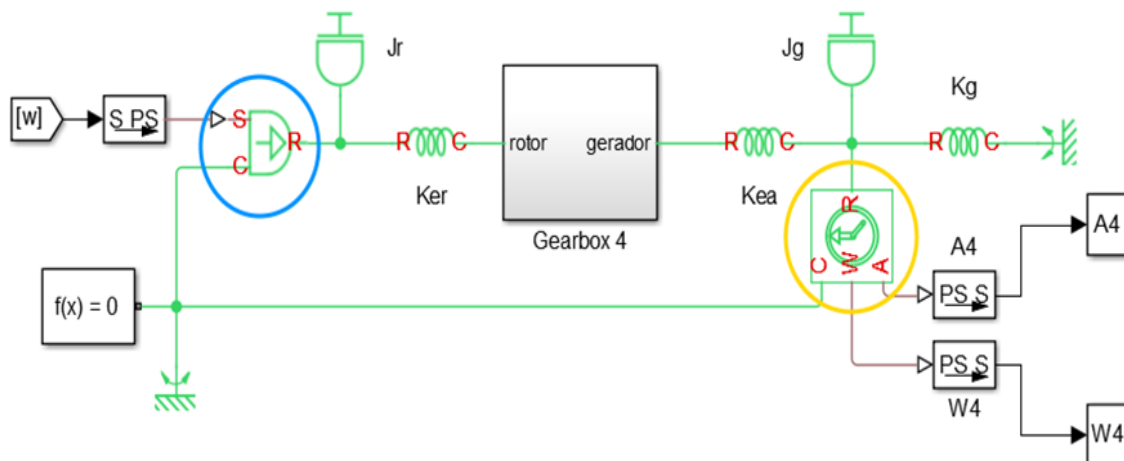 Jr
Jg
Kg
[w]
S PS
S
R
C
R
C
rotor
gerador
R
C
R
C
Ker
Kea
Gearbox 4
R
C
W
A
A4
A4
f(x) = 0
PS S
PS S
W4
W4